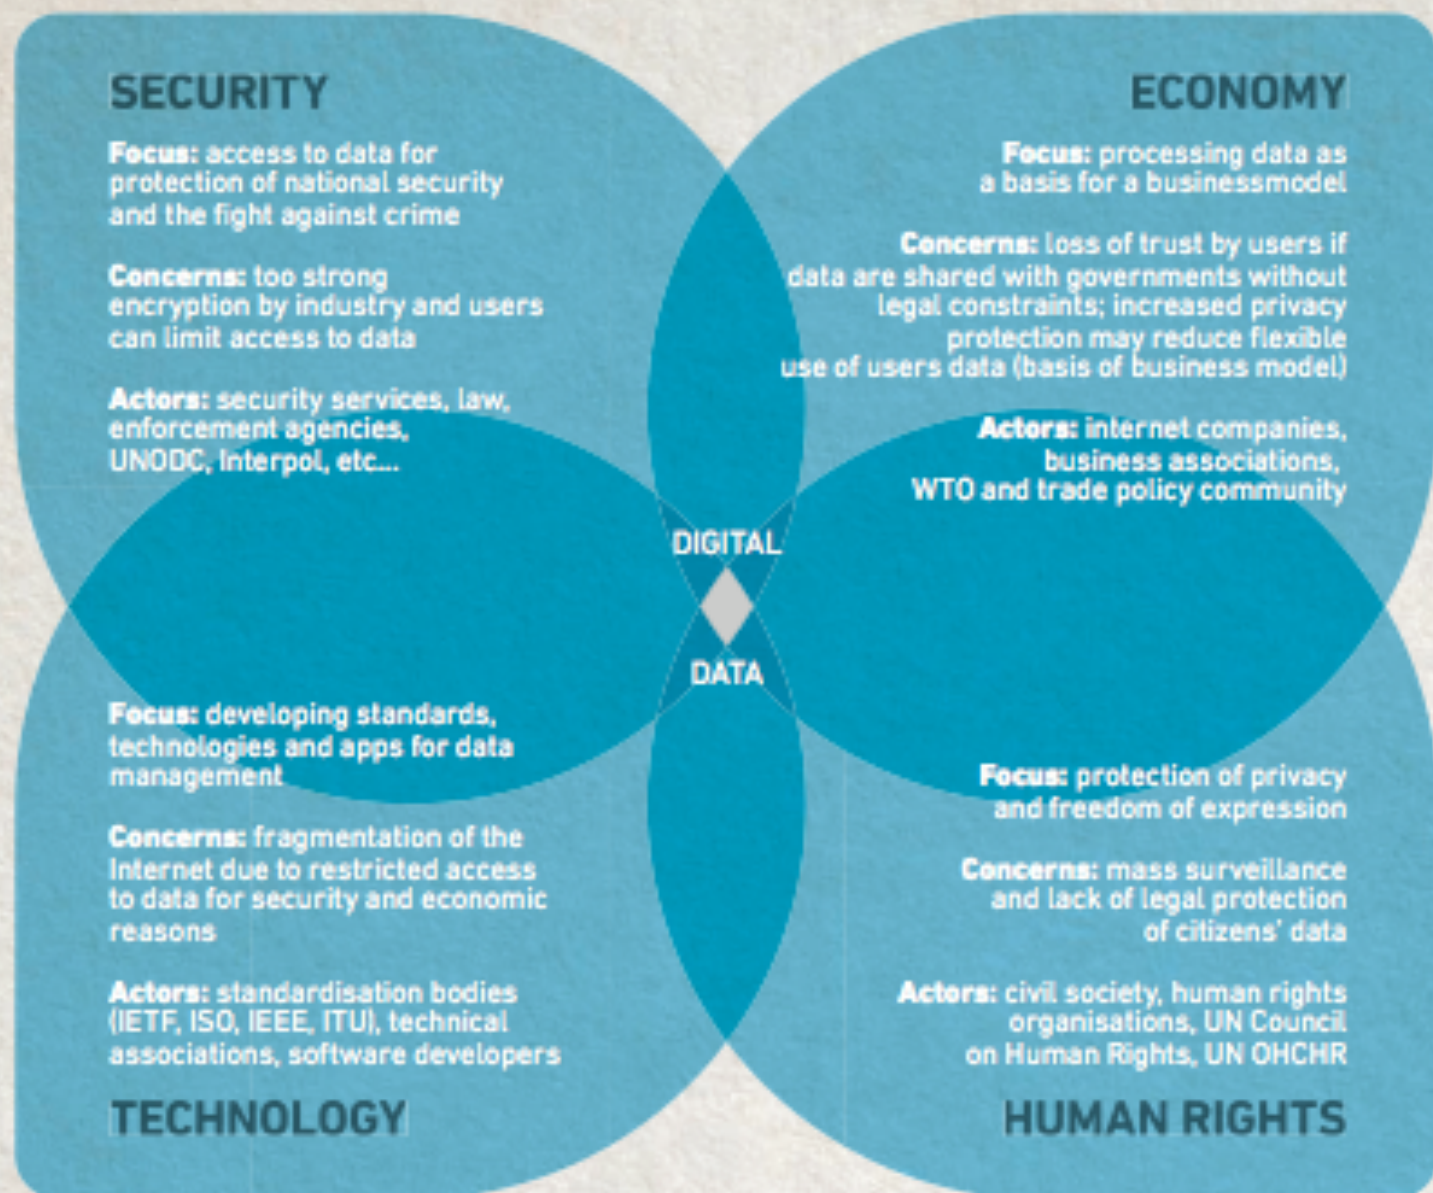 SECURITY
Focus: access to data for
protection of national security
and the fight against crime
Concerns: too strong
encryption by industry and users
can limit access to data
Actors: security services, law,
enforcement agencies,
UNODC, Interpol, etc...
ECONOMY
Focus: processing data as
a basis for a businessmodel
Concerns: loss of trust by users if
data are shared with governments without
legal constraints; increased privacy
protection may reduce flexible
use of users data (basis of business model)
Actors: internet companies,
business associations,
WTO and trade policy community
DIGITAL
DATA
Focus: developing standards,
technologies and apps for data
management
Concerns: fragmentation of the
Internet due to restricted access
to data for security and economic
reasons
Actors: standardisation bodies
(IETF, ISO, IEEE, ITU), technical
associations, software developers
TECHNOLOGY
Focus: protection of privacy
and freedom of expression
Concerns: mass surveillance
and lack of legal protection
of citizens' data
Actors: civil society, human rights
organisations, UN Council
on Human Rights, UN OHCHR
HUMAN RIGHTS